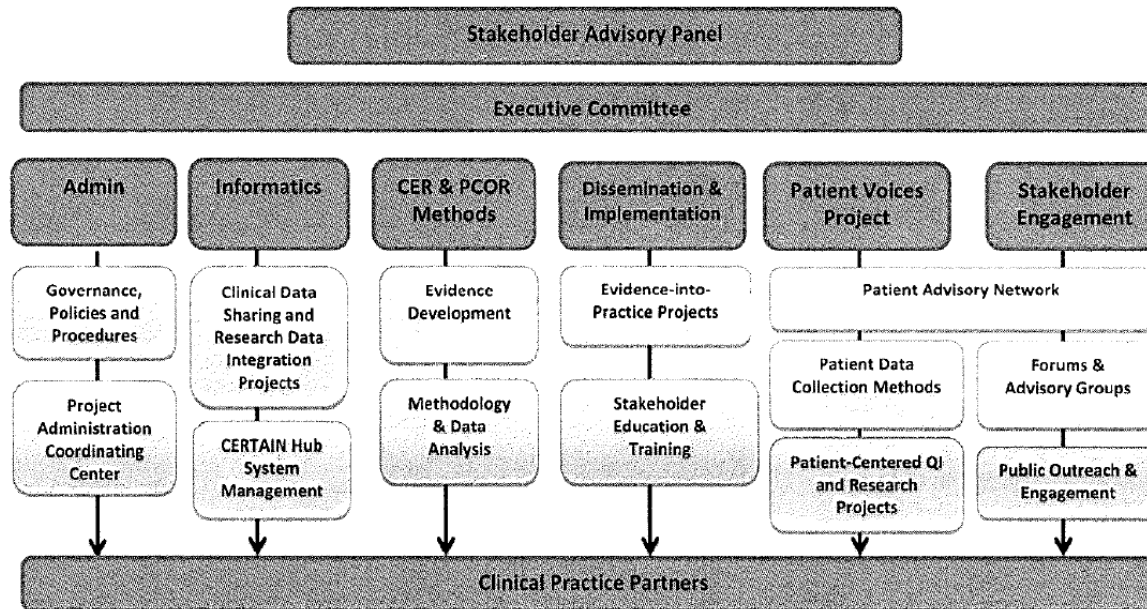 Stakeholder Advisory Panel
Executive Committee
Admin
Informatics
CER & PCOR
Methods
Dissemination &
Implementation
Patient Voices
Project
Stakeholder
Engagement
Governance,
Policies and
Procedures
Project
Administration
Coordinating
Center
Clinical Data
Sharing and
Research Data
Integration
Projects
CERTAIN Hub
System
Management
Evidence
Development
Methodology
& Data
Analysis
Evidence-into-
Practice Projects
Stakeholder
Education &
Training
Patient Advisory Network
Patient Data
Collection Methods
Patient-Centered QI
and Research
Projects
Forums &
Advisory Groups
Public Outreach &
Engagement
Clinical Practice Partners